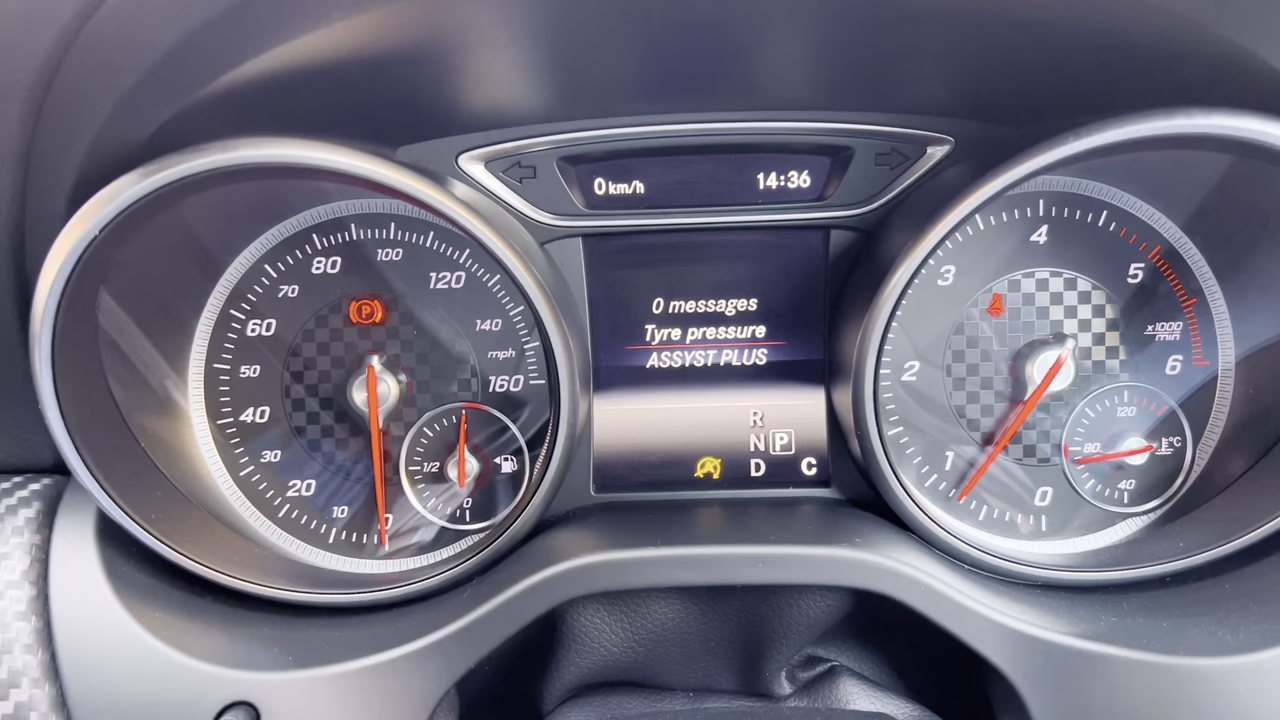 0 km/h 14:36
0 messages
Tyre pressure
ASSYST PLUS
R
N P
D C
0
10
20
30
40
50
60
70
80
100
120
140
mph
160
P
1/2
0
0
1
2
3
4
5
6
x1000
min
120
80
40
°C
A